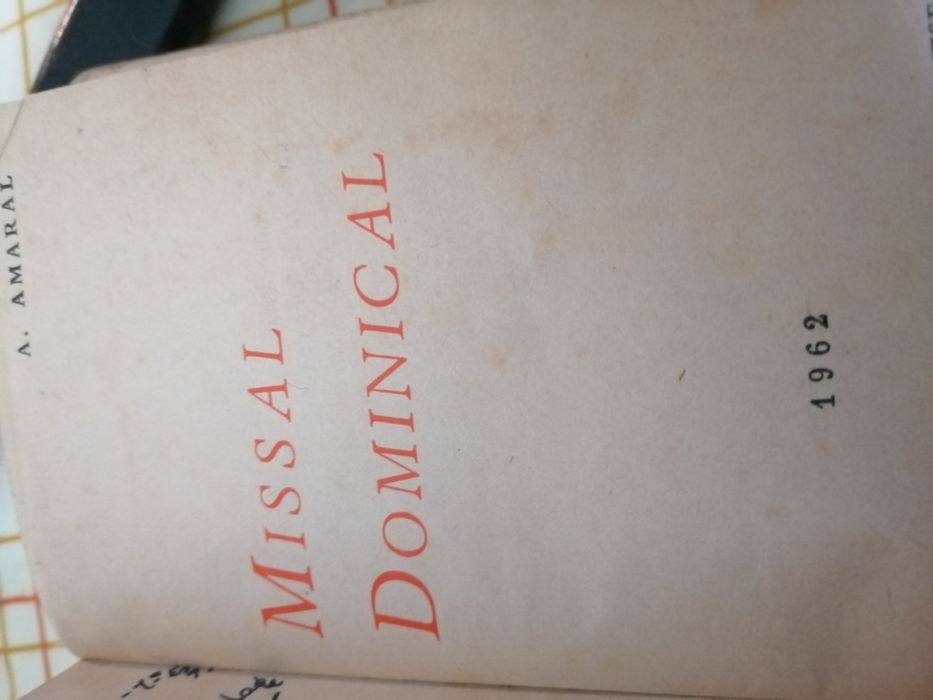 A. AMARAL
MISSAL
DOMINICAL
1962